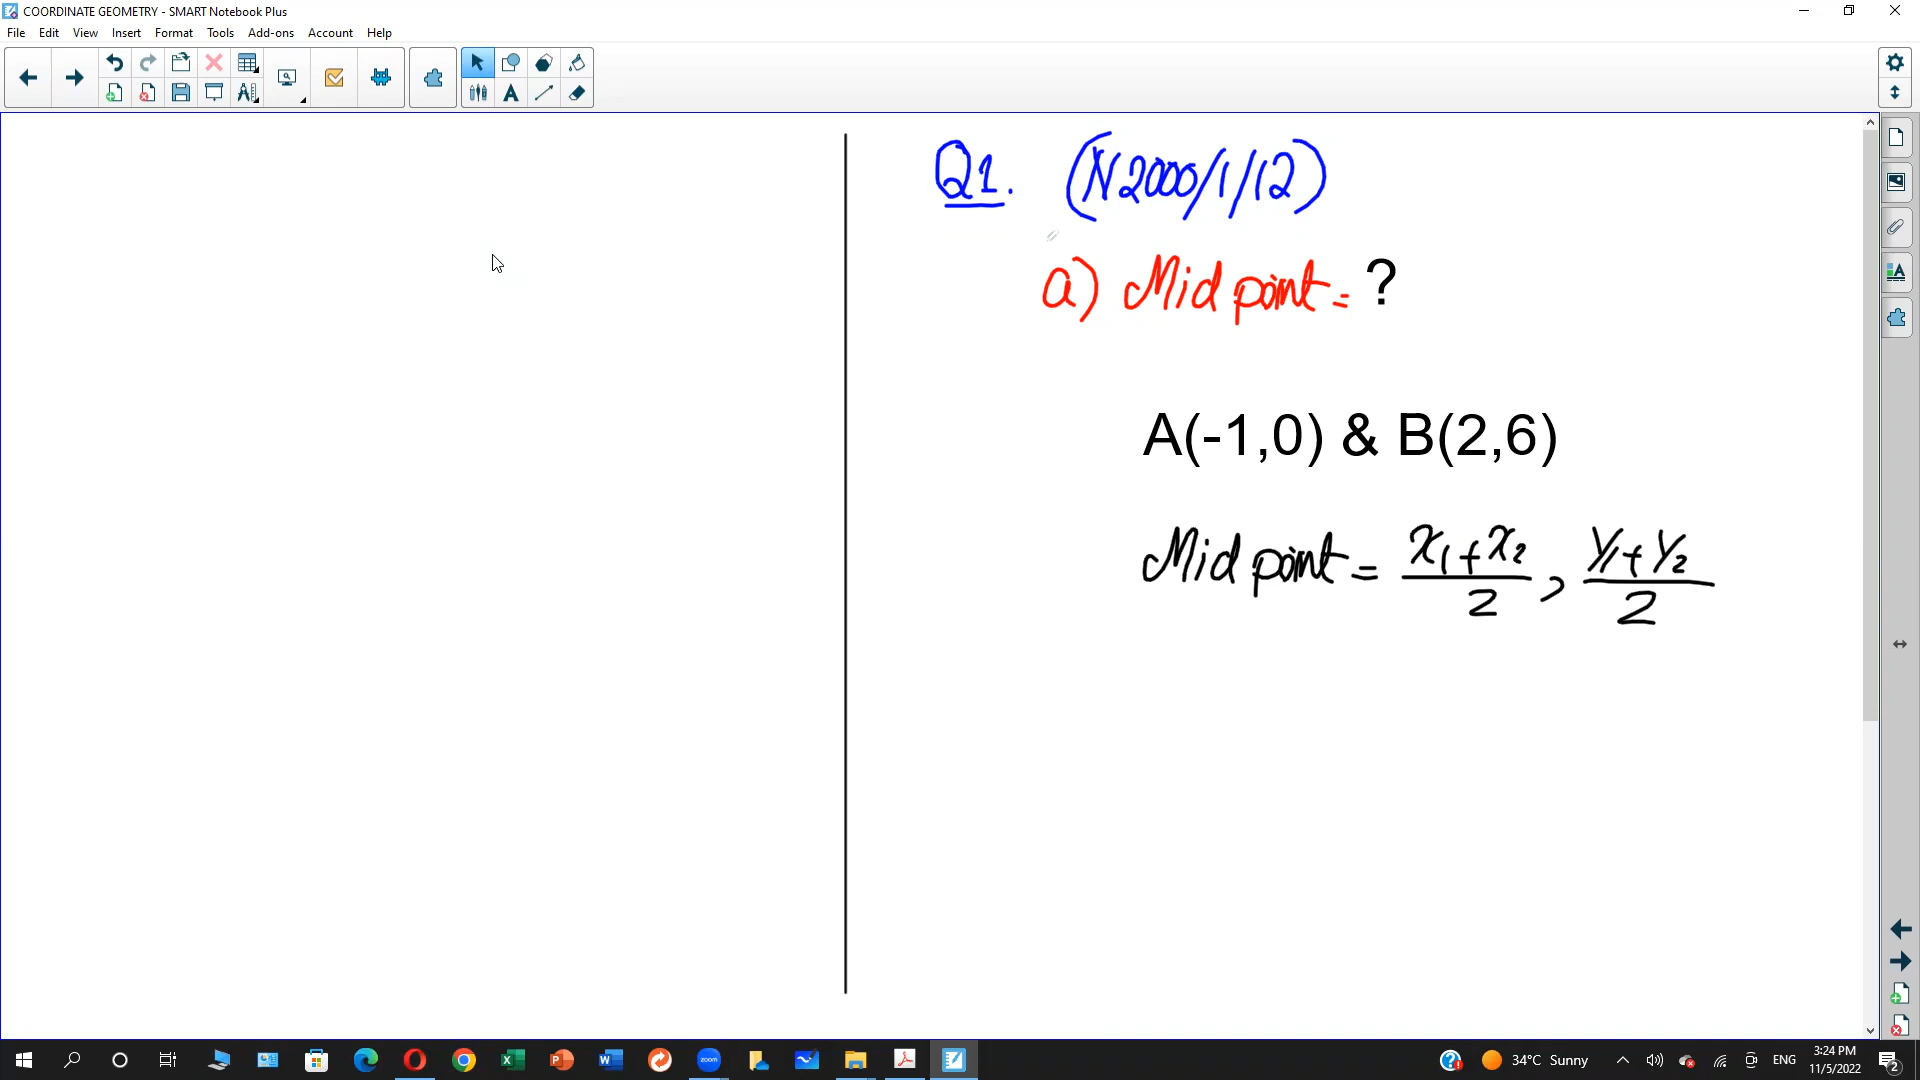 COORDINATE GEOMETRY - SMART Notebook Plus
File Edit View Insert Format Tools Add-ons Account Help
Q1. (N2000/1/12)
a) Mid point = ?
A(-1,0) & B(2,6)
Mid point = x₁+x₂/2 , y₁+y₂/2
34°C Sunny
ENG
3:24 PM
11/5/2022
2
zoom